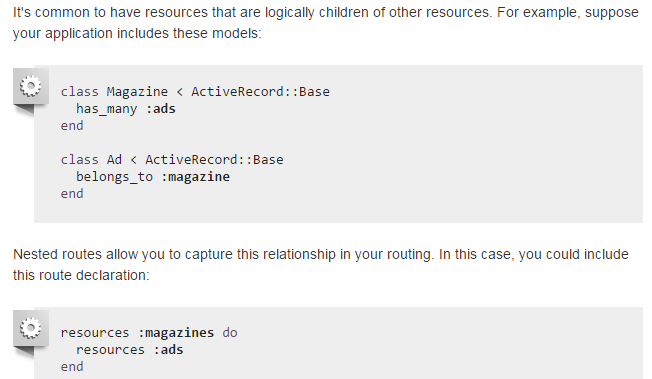 It's common to have resources that are logically children of other resources. For example, suppose
your application includes these models:
class Magazine < ActiveRecord::Base
  has_many :ads
end
class Ad < ActiveRecord::Base
  belongs_to :magazine
end
Nested routes allow you to capture this relationship in your routing. In this case, you could include
this route declaration:
resources :magazines do
  resources :ads
end